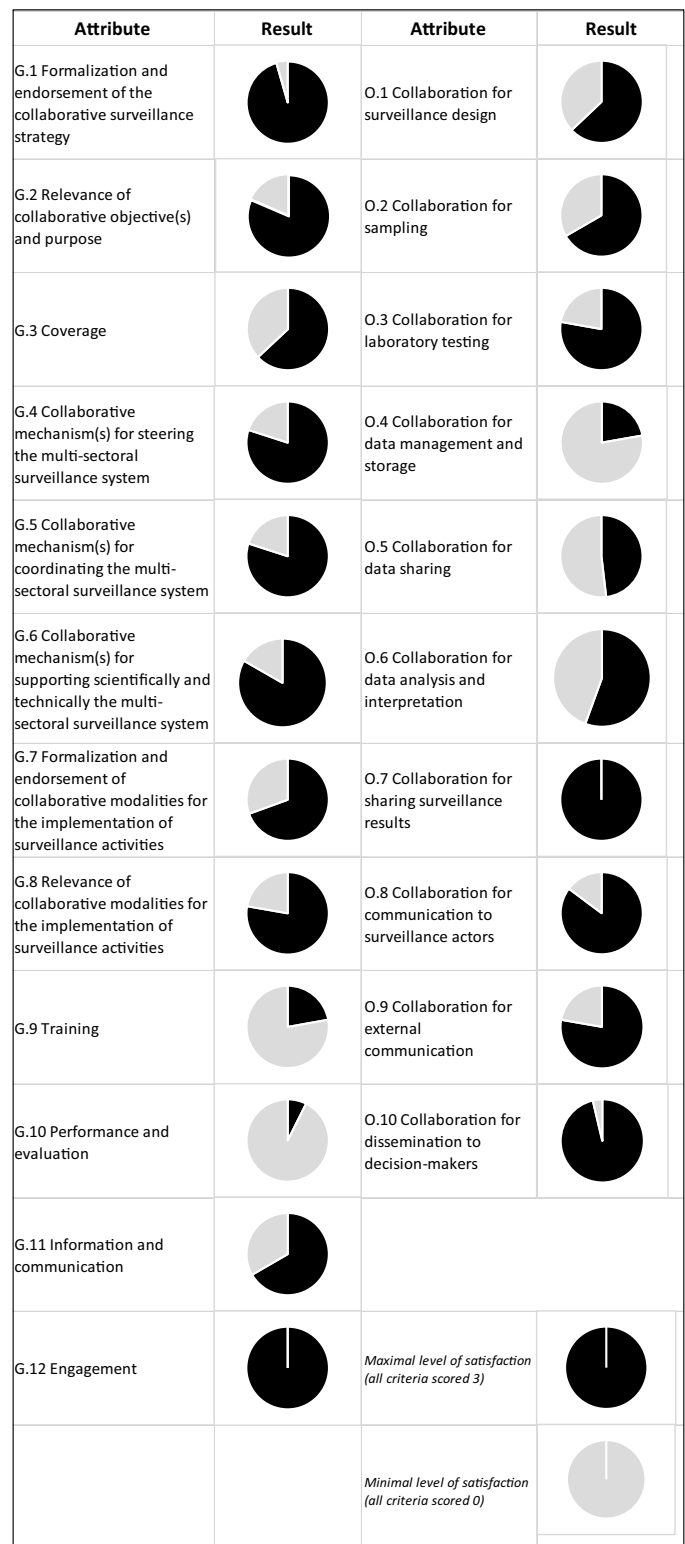 Attribute
Result
Attribute
Result
G.1 Formalization and
endorsement of the
collaborative surveillance
strategy
O.1 Collaboration for
surveillance design
G.2 Relevance of
collaborative objective(s)
and purpose
O.2 Collaboration for
sampling
G.3 Coverage
O.3 Collaboration for
laboratory testing
G.4 Collaborative
mechanism(s) for steering
the multi-sectoral
surveillance system
O.4 Collaboration for
data management and
storage
G.5 Collaborative
mechanism(s) for
coordinating the multi-
sectoral surveillance system
O.5 Collaboration for
data sharing
G.6 Collaborative
mechanism(s) for
supporting scientifically and
technically the multi-
sectoral surveillance system
O.6 Collaboration for
data analysis and
interpretation
G.7 Formalization and
endorsement of
collaborative modalities for
the implementation of
surveillance activities
O.7 Collaboration for
sharing surveillance
results
G.8 Relevance of
collaborative modalities for
the implementation of
surveillance activities
O.8 Collaboration for
communication to
surveillance actors
G.9 Training
O.9 Collaboration for
external
communication
G.10 Performance and
evaluation
O.10 Collaboration for
dissemination to
decision-makers
G.11 Information and
communication
G.12 Engagement
Maximal level of satisfaction
(all criteria scored 3)
Minimal level of satisfaction
(all criteria scored 0)